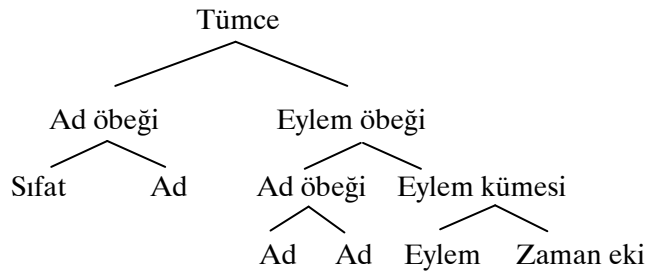 Tümce
Ad öbeği Eylem öbeği
Sıfat Ad Ad öbeği Eylem kümesi
Ad Ad Eylem Zaman eki